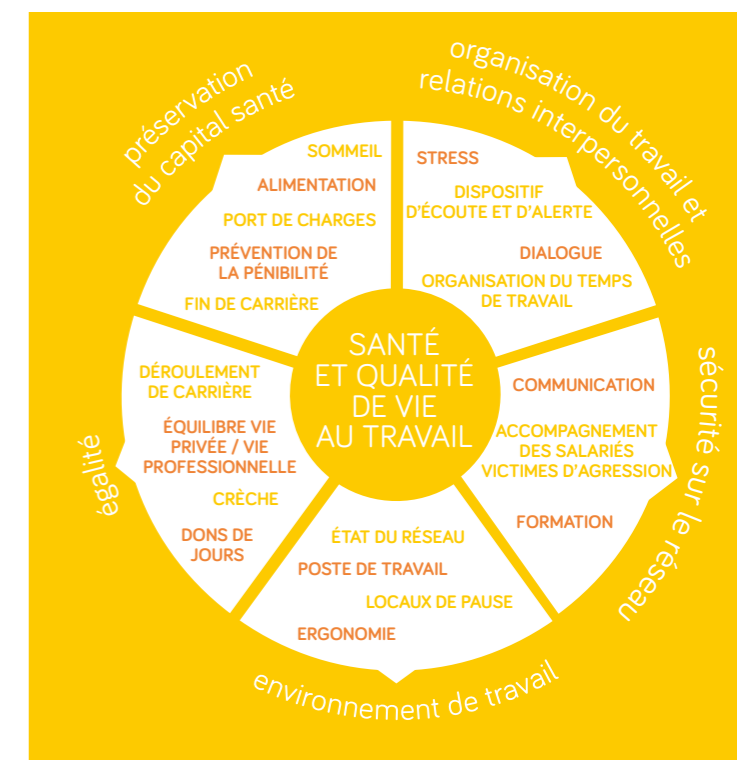 préservation
du capital santé
SOMMEIL
ALIMENTATION
PORT DE CHARGES
PRÉVENTION DE
LA PÉNIBILITÉ
FIN DE CARRIÈRE
organisation du travail et
relations interpersonnelles
STRESS
DISPOSITIF
D'ÉCOUTE ET D'ALERTE
DIALOGUE
ORGANISATION DU TEMPS
DE TRAVAIL
SANTÉ
ET QUALITÉ
DE VIE
AU TRAVAIL
sécurité sur le réseau
COMMUNICATION
ACCOMPAGNEMENT
DES SALARIÉS
VICTIMES D'AGRESSION
FORMATION
égalité
DÉROULEMENT
DE CARRIÈRE
ÉQUILIBRE VIE
PRIVÉE / VIE
PROFESSIONNELLE
CRÈCHE
DONS DE
JOURS
ÉTAT DU RÉSEAU
POSTE DE TRAVAIL
LOCAUX DE PAUSE
ERGONOMIE
environnement de travail